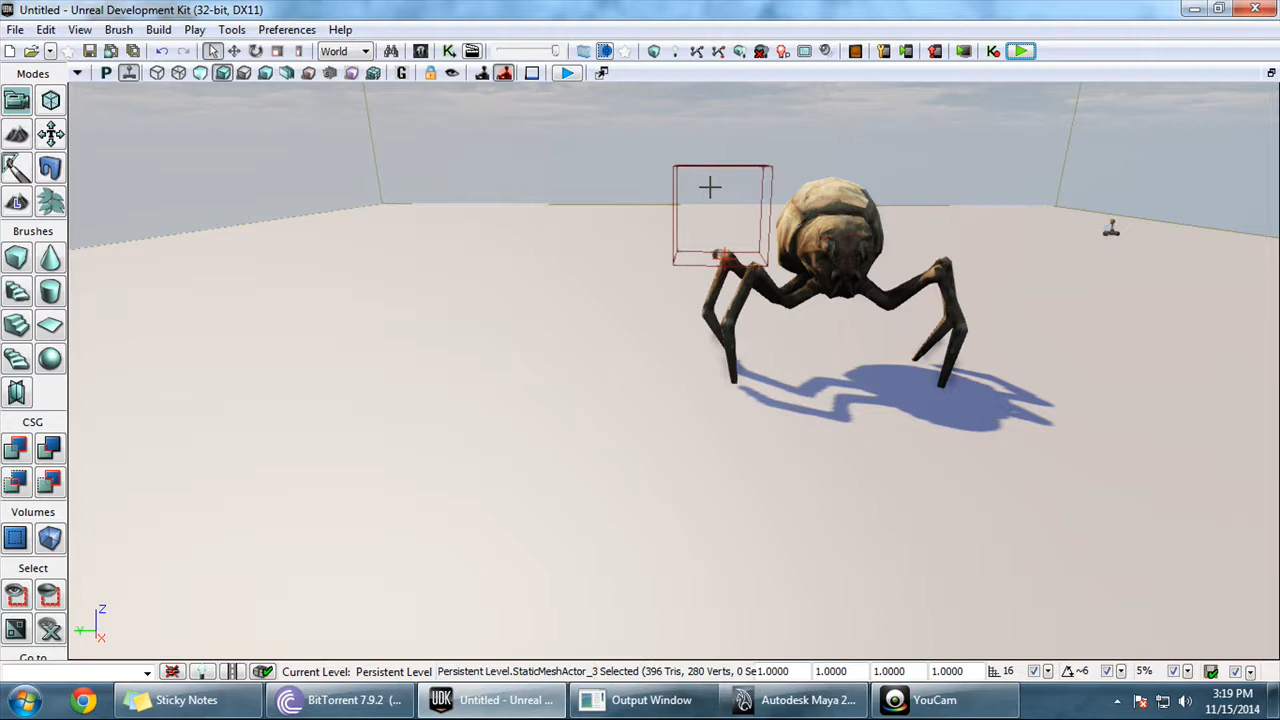 Untitled - Unreal Development Kit (32-bit, DX11)
File Edit View Brush Build Play Tools Preferences Help
World
Modes
P
G
L
Brushes
CSG
Volumes
Select
Go to
Z
Y
X
Current Level: Persistent Level Persistent Level.StaticMeshActor_3 Selected (396 Tris, 280 Verts, 0 Se 1.0000 1.0000 1.0000 1.0000 16 ~6 5%
Sticky Notes BitTorrent 7.9.2 (... Untitled - Unreal ... Output Window Autodesk Maya 2... YouCam
3:19 PM
11/15/2014